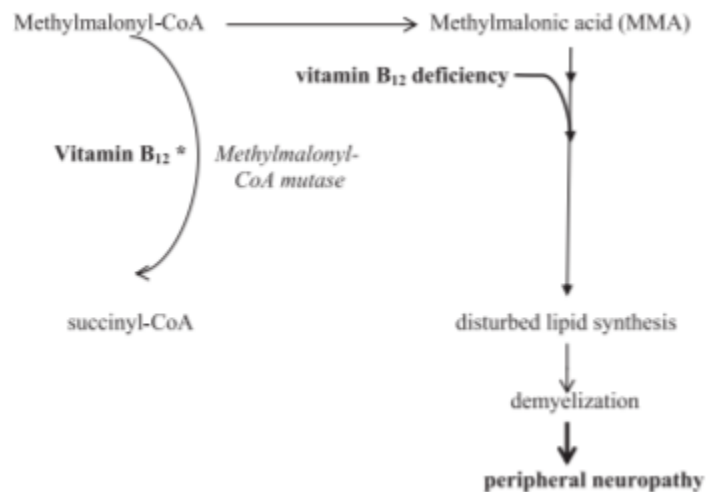 Methylmalonyl-CoA
Methylmalonic acid (MMA)
vitamin B₁₂ deficiency
Vitamin B₁₂ *
Methylmalonyl-
CoA mutase
succinyl-CoA
disturbed lipid synthesis
demyelization
peripheral neuropathy